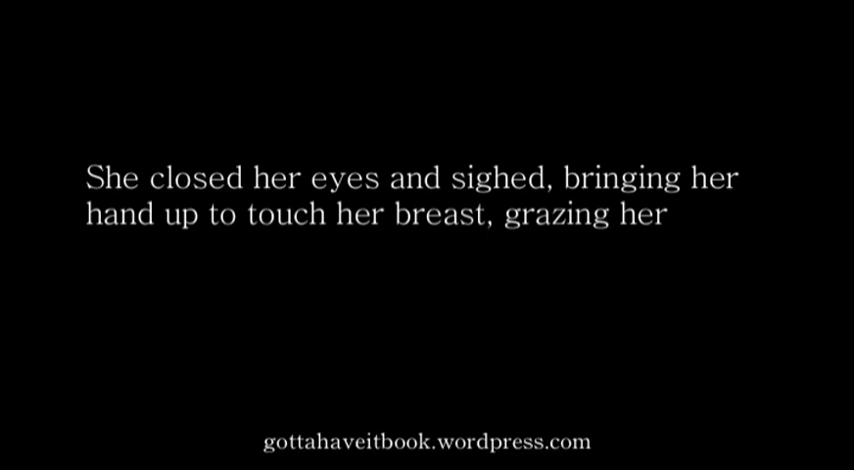 She closed her eyes and sighed, bringing her
hand up to touch her breast, grazing her
gottahaveitbook.wordpress.com